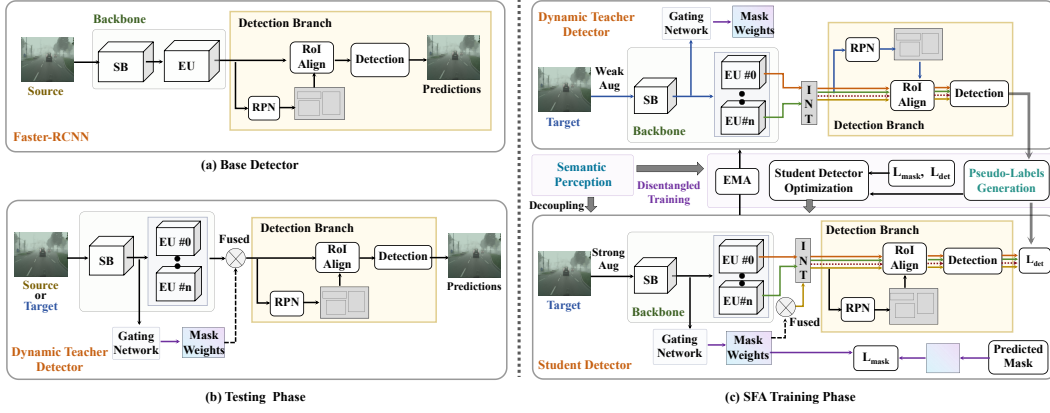 Backbone
Detection Branch
SB
EU
RoI
Align
Detection
RPN
Source
Predictions
Faster-RCNN
(a) Base Detector
Detection Branch
SB
EU #0
EU #n
Fused
RoI
Align
Detection
RPN
Source
or
Target
Predictions
Gating
Network
Mask
Weights
Dynamic Teacher
Detector
(b) Testing Phase
Dynamic Teacher
Detector
Gating
Network
Mask
Weights
Weak
Aug
SB
EU #0
EU#n
I
N
T
RPN
RoI
Align
Detection
Target
Backbone
Detection Branch
Semantic
Perception
Disentangled
Training
Decoupling
EMA
Student Detector
Optimization
Lmask, Ldet
Pseudo-Labels
Generation
Detection Branch
Strong
Aug
SB
EU #0
EU#n
I
N
T
RoI
Align
Detection
Ldet
RPN
Target
Backbone
Fused
Gating
Network
Mask
Weights
Lmask
Predicted
Mask
Student Detector
(c) SFA Training Phase